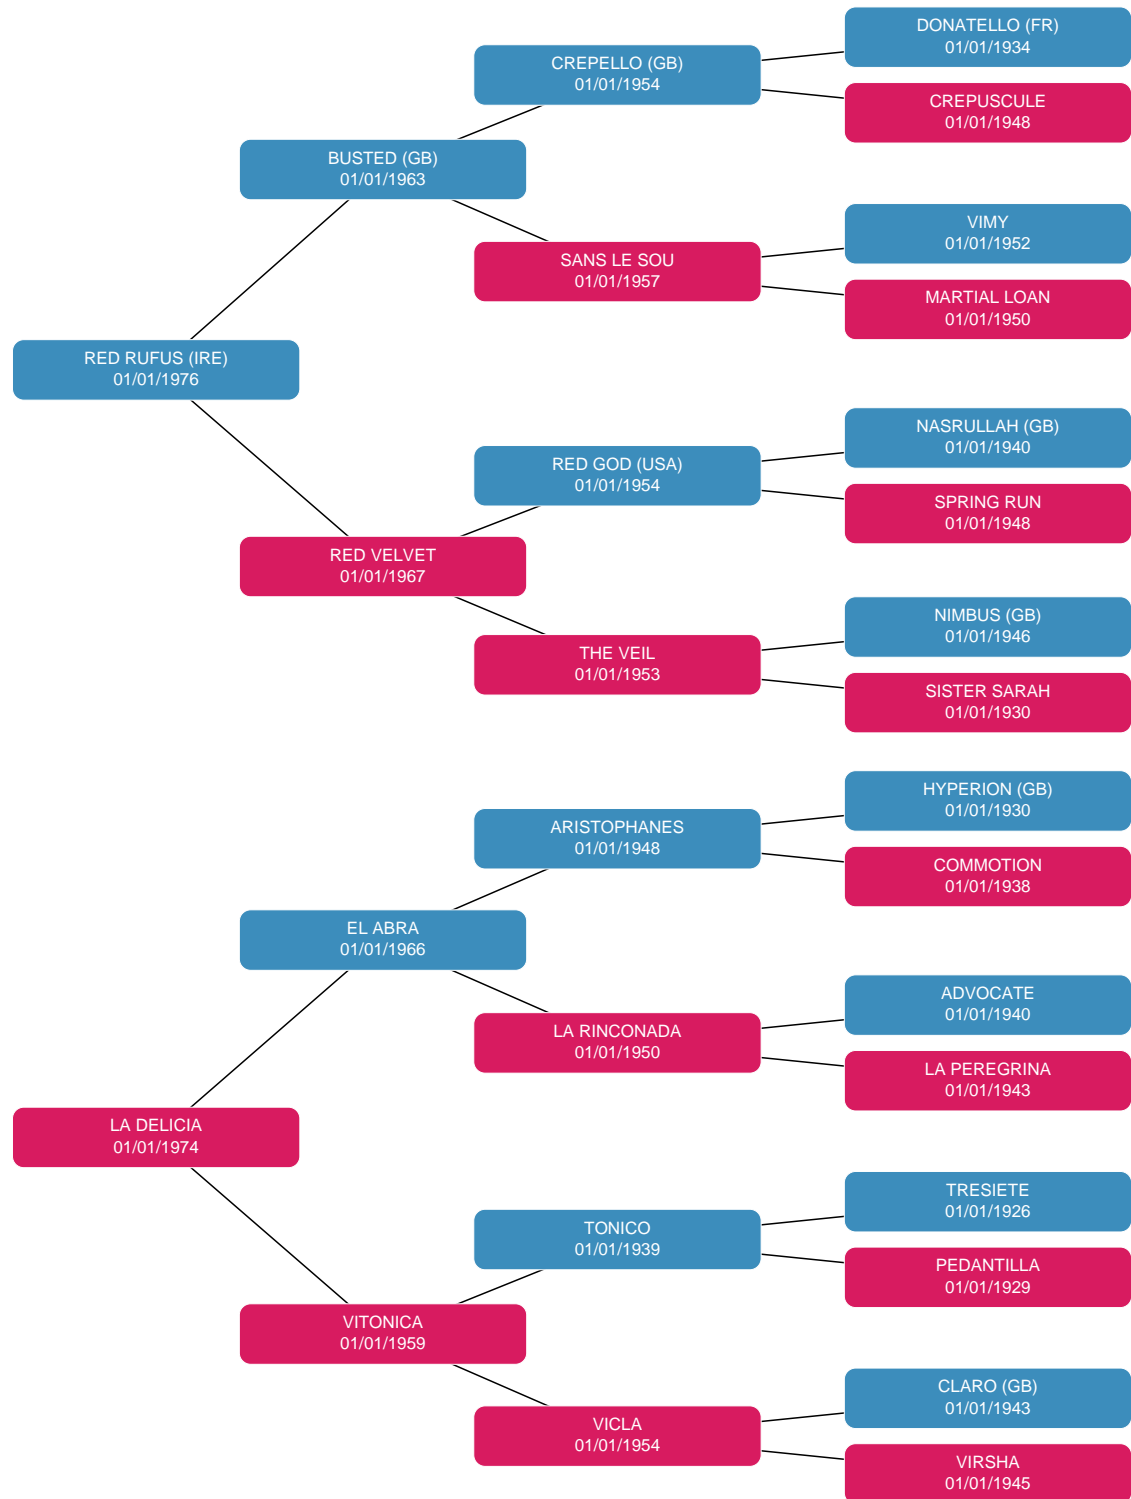 DONATELLO (FR)
01/01/1934
CREPELLO (GB)
01/01/1954
CREPUSCULE
01/01/1948
BUSTED (GB)
01/01/1963
VIMY
01/01/1952
SANS LE SOU
01/01/1957
MARTIAL LOAN
01/01/1950
RED RUFUS (IRE)
01/01/1976
NASRULLAH (GB)
01/01/1940
RED GOD (USA)
01/01/1954
SPRING RUN
01/01/1948
RED VELVET
01/01/1967
NIMBUS (GB)
01/01/1946
THE VEIL
01/01/1953
SISTER SARAH
01/01/1930
HYPERION (GB)
01/01/1930
ARISTOPHANES
01/01/1948
COMMOTION
01/01/1938
EL ABRA
01/01/1966
ADVOCATE
01/01/1940
LA RINCONADA
01/01/1950
LA PEREGRINA
01/01/1943
LA DELICIA
01/01/1974
TRESIETE
01/01/1926
TONICO
01/01/1939
PEDANTILLA
01/01/1929
VITONICA
01/01/1959
CLARO (GB)
01/01/1943
VICLA
01/01/1954
VIRSHA
01/01/1945